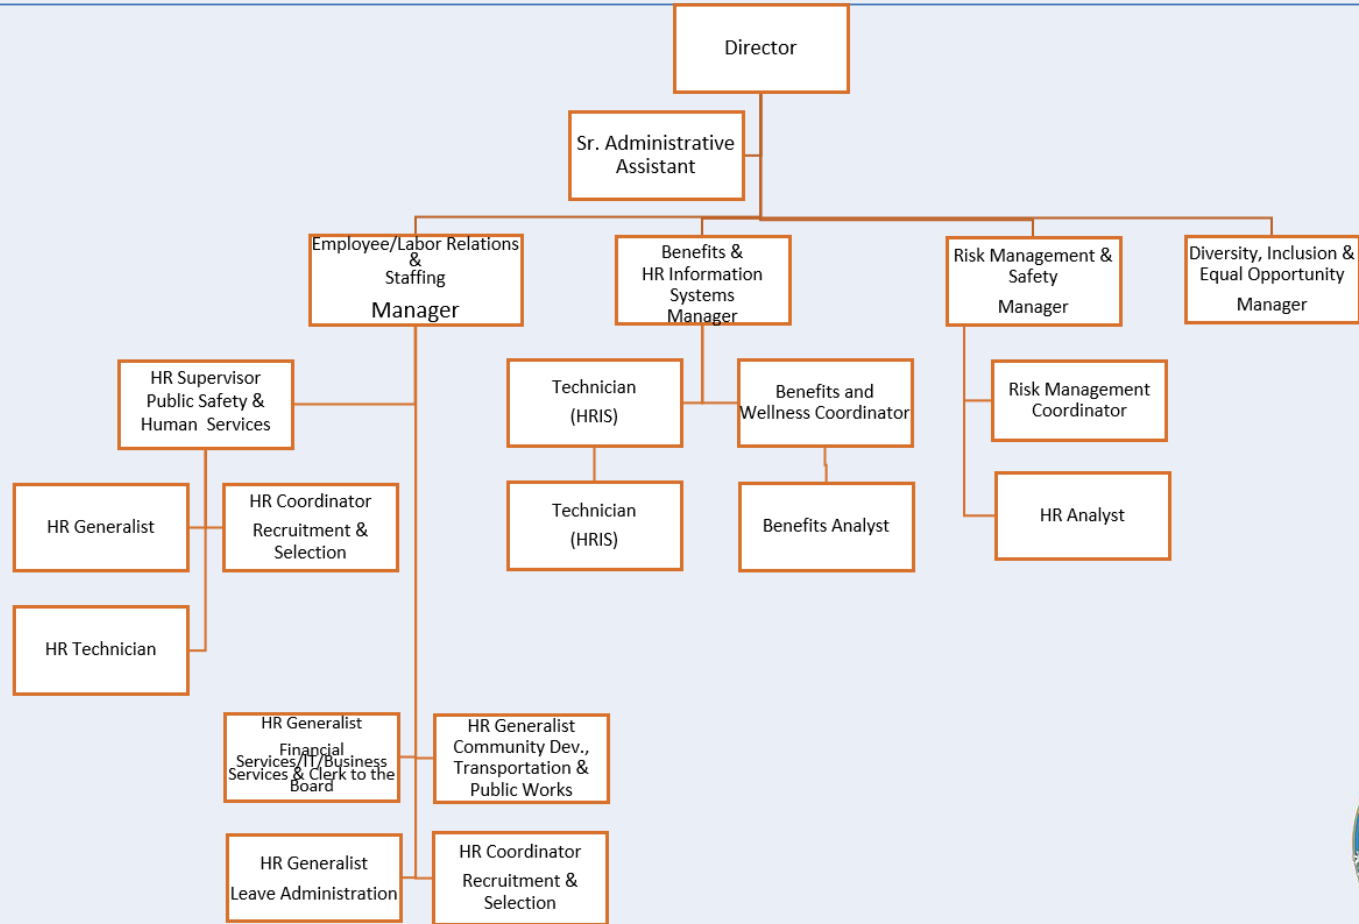 Director
Sr. Administrative
Assistant
Employee/Labor Relations
&
Staffing
Manager
Benefits &
HR Information
Systems
Manager
Risk Management &
Safety
Manager
Diversity, Inclusion &
Equal Opportunity
Manager
HR Supervisor
Public Safety &
Human Services
Technician
(HRIS)
Benefits and
Wellness Coordinator
Risk Management
Coordinator
HR Generalist
HR Coordinator
Recruitment &
Selection
Technician
(HRIS)
Benefits Analyst
HR Analyst
HR Technician
HR Generalist
Financial
Services/IT/Business
Services & Clerk to the
Board
HR Generalist
Community Dev.,
Transportation &
Public Works
HR Generalist
Leave Administration
HR Coordinator
Recruitment &
Selection